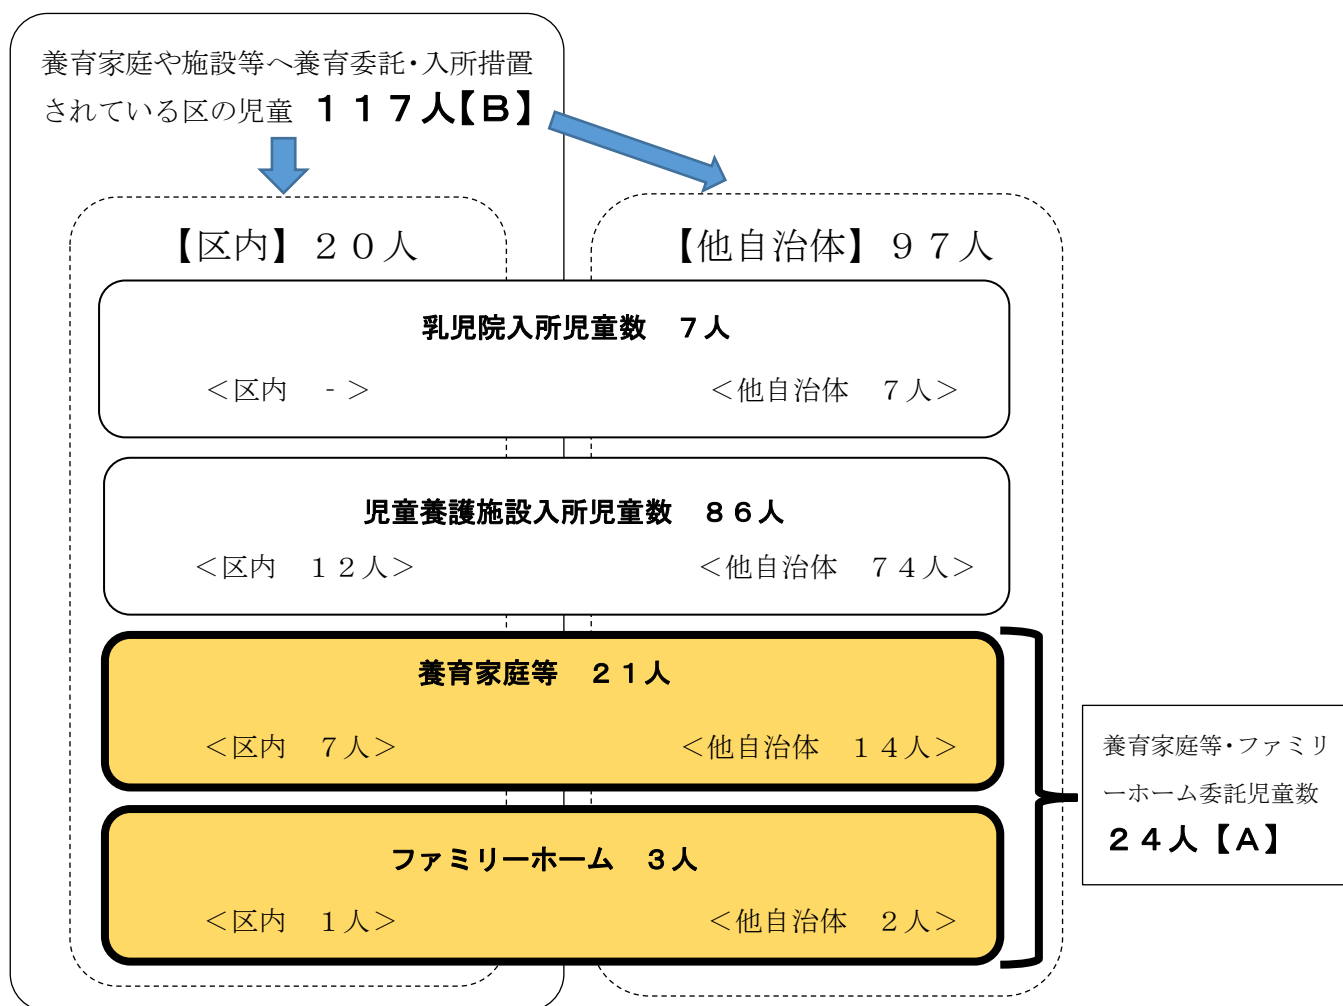 養育家庭や施設等へ養育委託・入所措置
されている区の児童　１１７人【Ｂ】
【区内】２０人
【他自治体】９７人
乳児院入所児童数　７人
＜区内　-＞
＜他自治体　７人＞
児童養護施設入所児童数　８６人
＜区内　１２人＞
＜他自治体　７４人＞
養育家庭等　２１人
＜区内　７人＞
＜他自治体　１４人＞
養育家庭等・ファミリ
ーホーム委託児童数
２４人【Ａ】
ファミリーホーム　３人
＜区内　１人＞
＜他自治体　２人＞